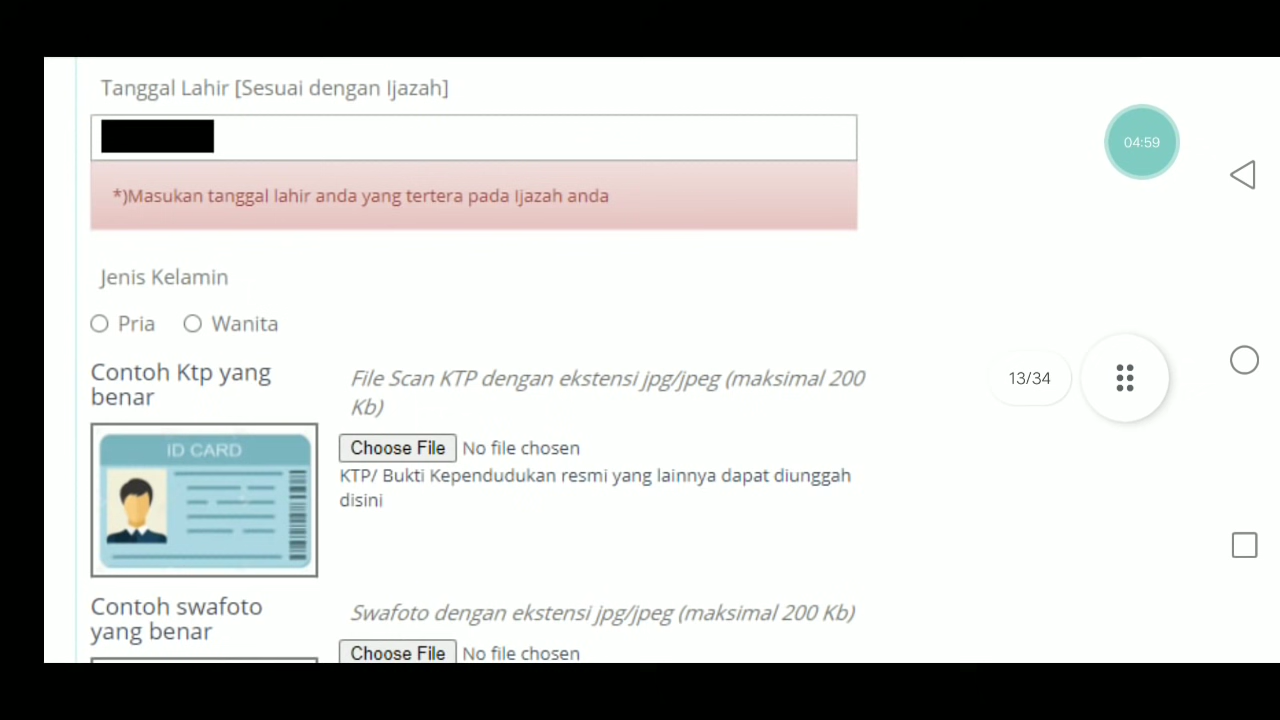 Tanggal Lahir [Sesuai dengan Ijazah]
04:59
*)Masukan tanggal lahir anda yang tertera pada Ijazah anda
Jenis Kelamin
Pria Wanita
Contoh Ktp yang
benar
File Scan KTP dengan ekstensi jpg/jpeg (maksimal 200
Kb)
13/34
ID CARD
Choose File No file chosen
KTP/ Bukti Kependudukan resmi yang lainnya dapat diunggah
disini
Contoh swafoto
yang benar
Swafoto dengan ekstensi jpg/jpeg (maksimal 200 Kb)
Choose File No file chosen